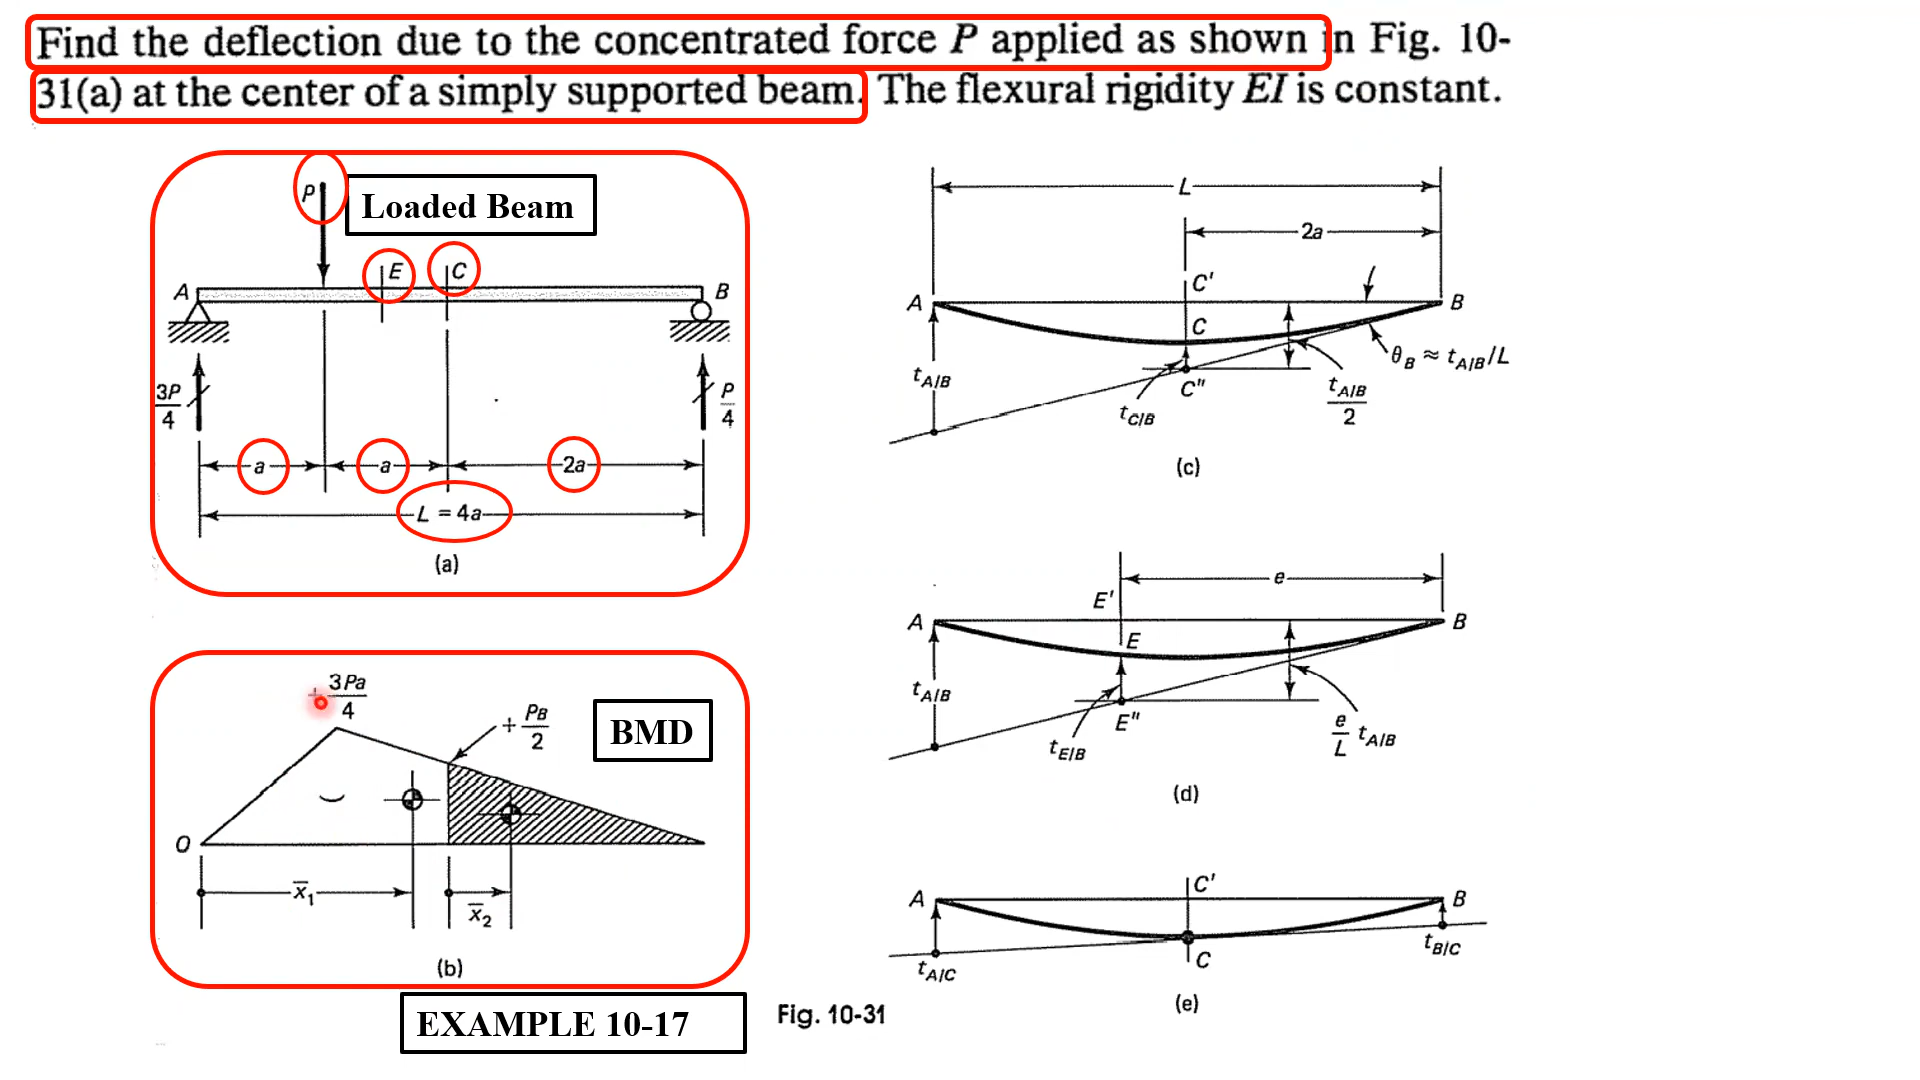 Find the deflection due to the concentrated force P applied as shown in Fig. 10-
31(a) at the center of a simply supported beam. The flexural rigidity EI is constant.
P
Loaded Beam
A
E
C
B
3P
4
P
4
a
a
2a
L = 4a
(a)
+ 3Pa
4
+ PB
2
BMD
O
x̅1
x̅2
(b)
EXAMPLE 10-17
Fig. 10-31
L
2a
C'
A
C
B
tA/B
C"
tC/B
θB ≈ tA/B/L
tA/B
2
(c)
e
E'
A
E
B
tA/B
E"
tE/B
e
L
tA/B
(d)
C'
A
B
C
tA/C
tB/C
(e)